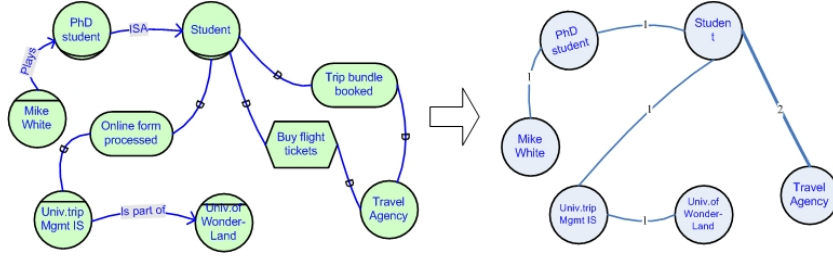 PhD
student
ISA
Student
Plays
Mike
White
Online form
processed
Trip bundle
booked
Buy flight
tickets
Univ.trip
Mgmt IS
Is part of
Univ.of
Wonder-
Land
Travel
Agency
PhD
student
1
Studen
t
1
1
2
Mike
White
Univ.trip
Mgmt IS
1
Univ.of
Wonder-
Land
Travel
Agency